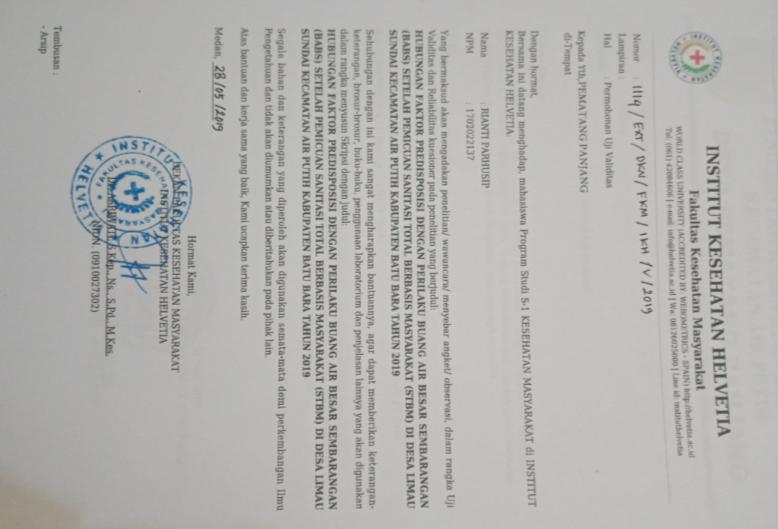 INSTITUT KESEHATAN HELVETIA
Fakultas Kesehatan Masyarakat
WORLD CLASS UNIVERSITY (ACCREDITED BY WEBOMETRICS - SPAIN) http://helvetia.ac.id
Tel: (061) 42084606 | e-mail: info@helvetia.ac.id | Wa: 08126025000 | Line id: instituthelvetia
Nomor : 1119/EXT/DKN/FKM/IKH/V/2019
Lampiran :
Hal : Permohonan Uji Validitas
Kepada Yth,PEMATANG PANJANG
di-Tempat
Dengan hormat,
Bersama ini datang menghadap, mahasiswa Program Studi S-1 KESEHATAN MASYARAKAT di INSTITUT
KESEHATAN HELVETIA
Nama : RIANTI PARHUSIP
NPM : 1702022137
Yang bermaksud akan mengadakan penelitian/ wawancara/ menyebar angket/ observasi, dalam rangka Uji
Validitas dan Reliabilitas kuesioner pada penelitian yang berjudul:
HUBUNGAN FAKTOR PREDISPOSISI DENGAN PERILAKU BUANG AIR BESAR SEMBARANGAN
(BABS) SETELAH PEMICUAN SANITASI TOTAL BERBASIS MASYARAKAT (STBM) DI DESA LIMAU
SUNDAI KECAMATAN AIR PUTIH KABUPATEN BATU BARA TAHUN 2019
Sehubungan dengan ini kami sangat mengharapkan bantuannya, agar dapat memberikan keterangan-
keterangan, brosur-brosur, buku-buku, penggunaan laboratorium dan penjelasan lainnya yang akan digunakan
dalam rangka menyusun Skripsi dengan judul:
HUBUNGAN FAKTOR PREDISPOSISI DENGAN PERILAKU BUANG AIR BESAR SEMBARANGAN
(BABS) SETELAH PEMICUAN SANITASI TOTAL BERBASIS MASYARAKAT (STBM) DI DESA LIMAU
SUNDAI KECAMATAN AIR PUTIH KABUPATEN BATU BARA TAHUN 2019
Segala bahan dan keterangan yang diperoleh akan digunakan semata-mata demi perkembangan Ilmu
Pengetahuan dan tidak akan diumumkan atau diberitahukan pada pihak lain.
Atas bantuan dan kerja sama yang baik, Kami ucapkan terima kasih.
Medan, 28/05/2019
Hormat Kami,
FAKULTAS KESEHATAN MASYARAKAT
INSTITUT KESEHATAN HELVETIA
S.Kep., Ns., S.Pd., M.Kes.
NIDN. (0910027302)
Tembusan :
- Arsip